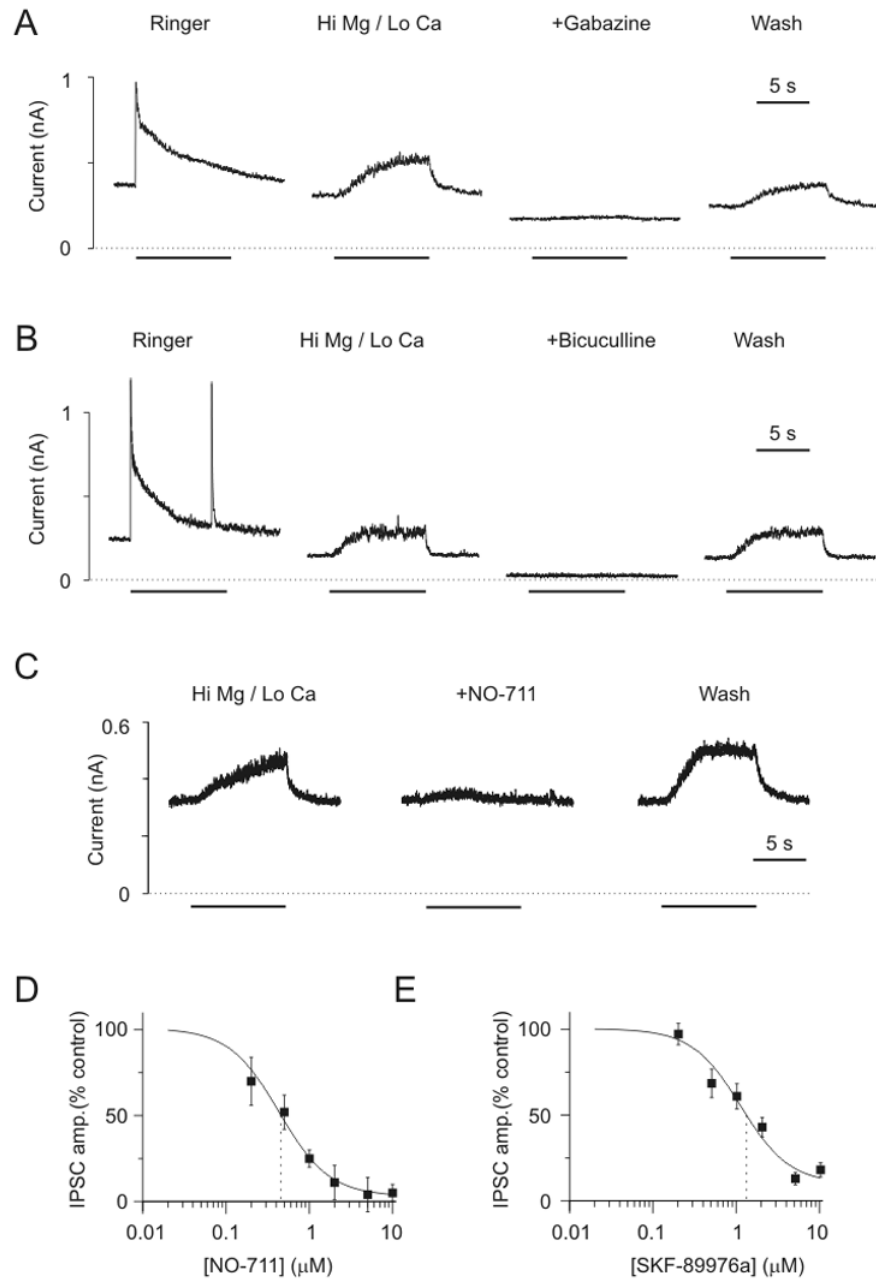 A
Ringer Hi Mg / Lo Ca +Gabazine Wash
5 s
1
0
Current (nA)
B
Ringer Hi Mg / Lo Ca +Bicuculline Wash
5 s
1
0
Current (nA)
C
Hi Mg / Lo Ca +NO-711 Wash
0.6
0
Current (nA)
5 s
D
100
50
0
IPSC amp.(% control)
0.01 0.1 1 10
[NO-711] (μM)
E
100
50
0
IPSC amp.(% control)
0.01 0.1 1 10
[SKF-89976a] (μM)